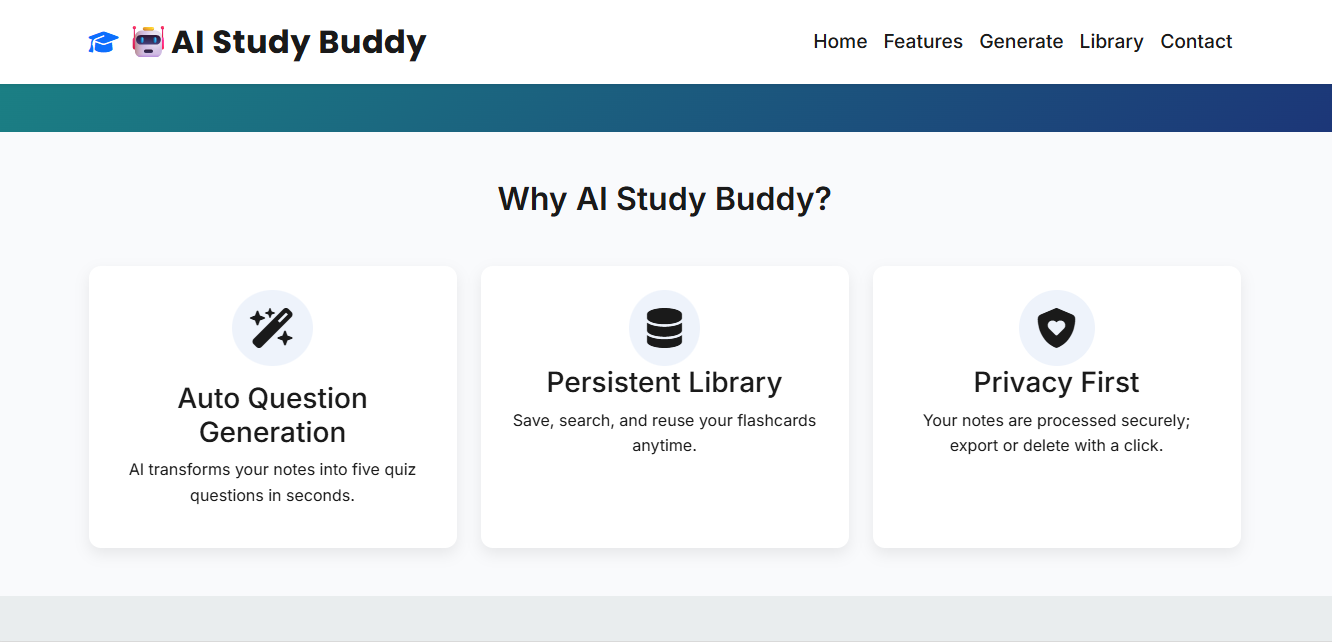 AI Study Buddy
Home Features Generate Library Contact
Why AI Study Buddy?
Auto Question
Generation
AI transforms your notes into five quiz
questions in seconds.
Persistent Library
Save, search, and reuse your flashcards
anytime.
Privacy First
Your notes are processed securely;
export or delete with a click.